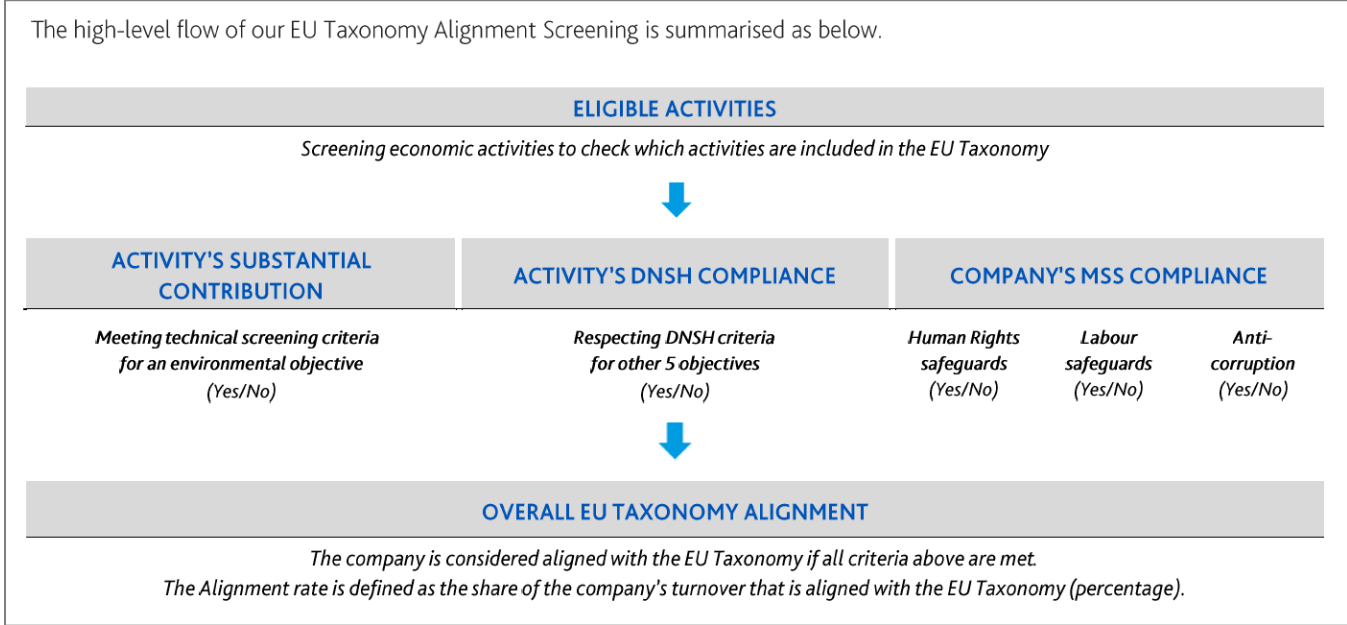 The high-level flow of our EU Taxonomy Alignment Screening is summarised as below.
ELIGIBLE ACTIVITIES
Screening economic activities to check which activities are included in the EU Taxonomy
ACTIVITY'S SUBSTANTIAL
CONTRIBUTION
Meeting technical screening criteria
for an environmental objective
(Yes/No)
ACTIVITY'S DNSH COMPLIANCE
Respecting DNSH criteria
for other 5 objectives
(Yes/No)
COMPANY'S MSS COMPLIANCE
Human Rights
safeguards
(Yes/No)
Labour
safeguards
(Yes/No)
Anti-
corruption
(Yes/No)
OVERALL EU TAXONOMY ALIGNMENT
The company is considered aligned with the EU Taxonomy if all criteria above are met.
The Alignment rate is defined as the share of the company's turnover that is aligned with the EU Taxonomy (percentage).